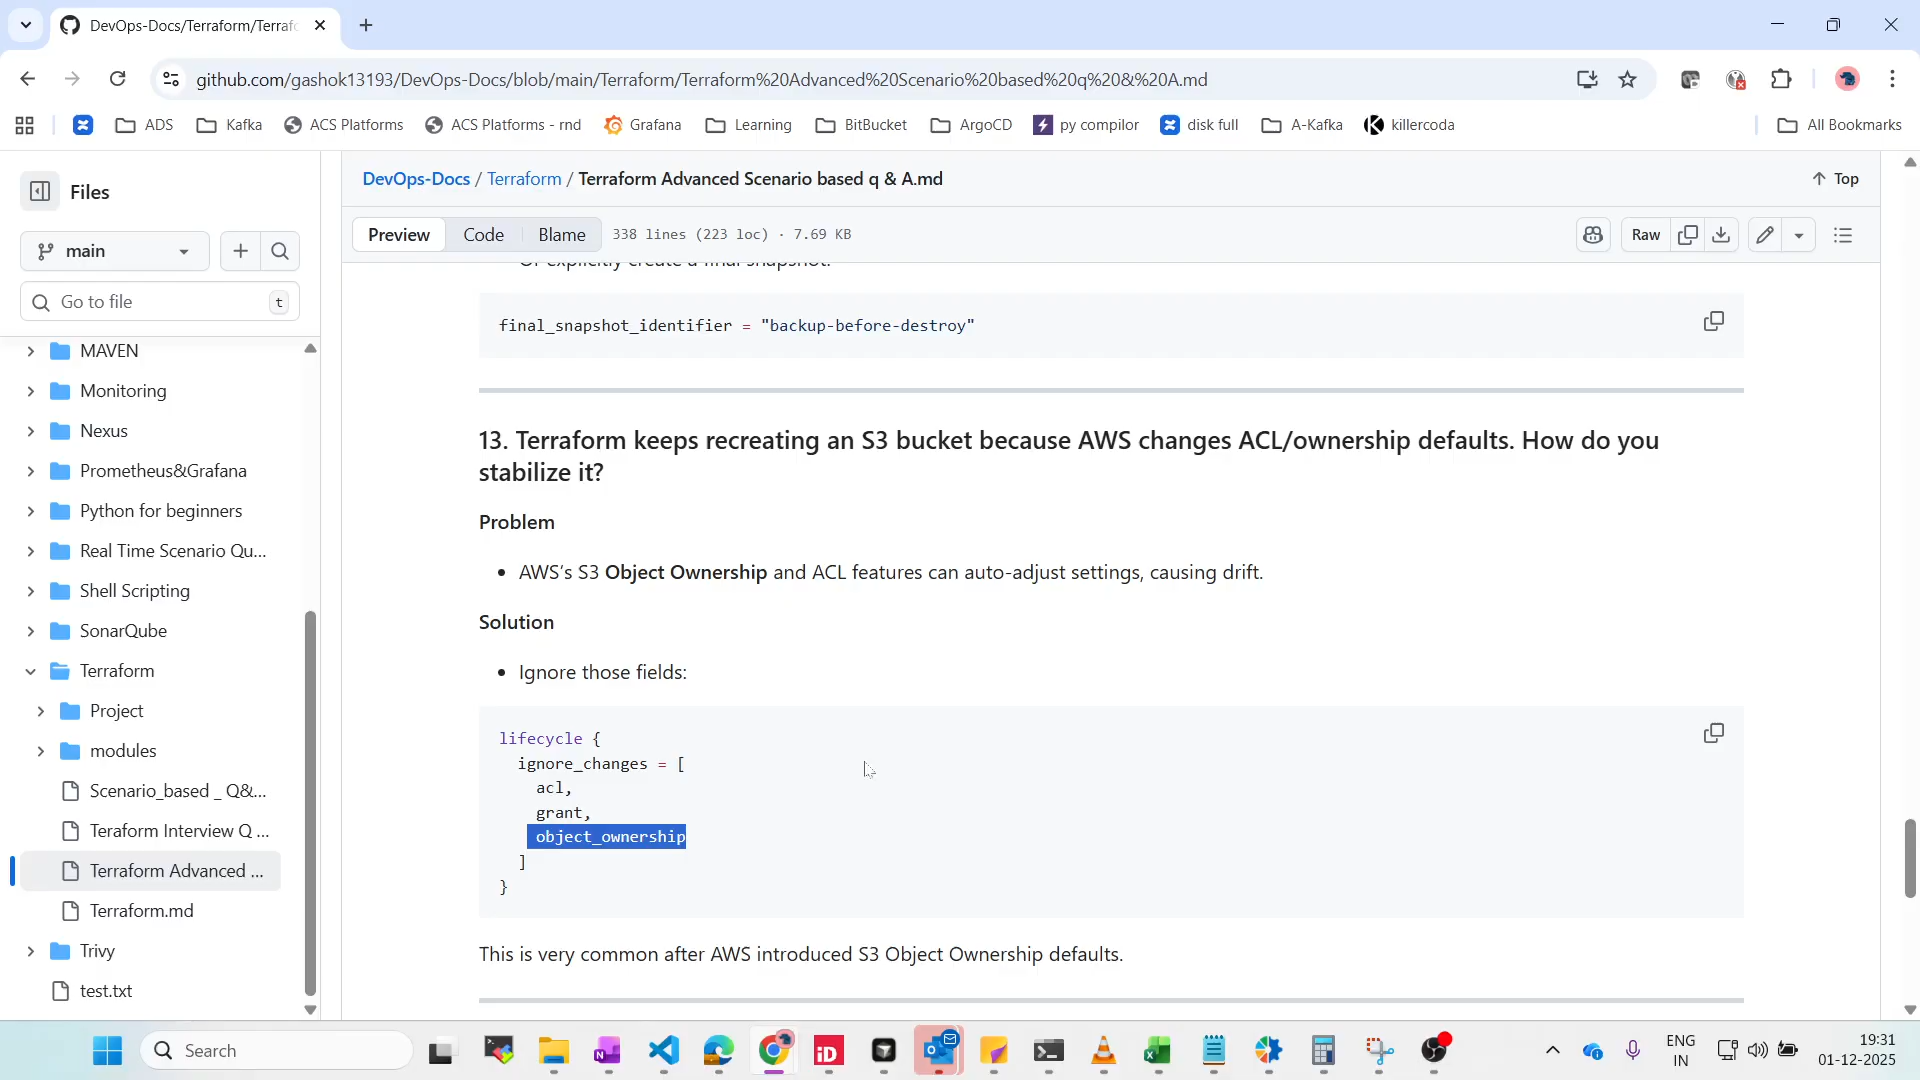 DevOps-Docs/Terraform/Terrafo
github.com/gashok13193/DevOps-Docs/blob/main/Terraform/Terraform%20Advanced%20Scenario%20based%20q%20&%20A.md
ADS
Kafka
ACS Platforms
ACS Platforms - rnd
Grafana
Learning
BitBucket
ArgoCD
py compilor
disk full
A-Kafka
killercoda
All Bookmarks
Files
DevOps-Docs / Terraform / Terraform Advanced Scenario based q & A.md
Top
main
Preview
Code
Blame
338 lines (223 loc) · 7.69 KB
Raw
Go to file
t
MAVEN
Monitoring
Nexus
Prometheus&Grafana
Python for beginners
Real Time Scenario Qu...
Shell Scripting
SonarQube
Terraform
Project
modules
Scenario_based _ Q&...
Teraform Interview Q ...
Terraform Advanced ...
Terraform.md
Trivy
test.txt
Or explicitly create a final snapshot:
final_snapshot_identifier = "backup-before-destroy"
13. Terraform keeps recreating an S3 bucket because AWS changes ACL/ownership defaults. How do you
stabilize it?
Problem
• AWS’s S3 Object Ownership and ACL features can auto-adjust settings, causing drift.
Solution
• Ignore those fields:
lifecycle {
ignore_changes = [
acl,
grant,
object_ownership
]
}
This is very common after AWS introduced S3 Object Ownership defaults.
Search
ENG
IN
19:31
01-12-2025